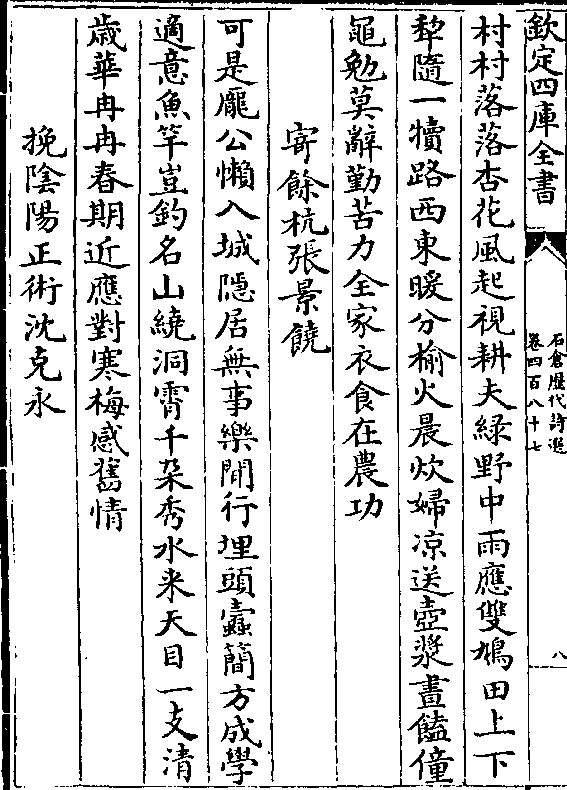 欽定四庫全書
石倉歴代詩選
卷四百八十七
八
村村落落杏花風起視耕夫綠野中雨應雙鳩田上下
犂隨一犢路西東暖分榆火晨炊婦凉送壺漿晝饁僮
黽勉莫辭勤苦力全家衣食在農功
寄餘杭張景饒
可是龐公懶入城隱居無事樂閒行埋頭蠹簡方成學
適意魚竿豈釣名山繞洞霄千朶秀水来天目一支清
歳華冉冉春期近應對寒梅感舊情
挽陰陽正術沈克永